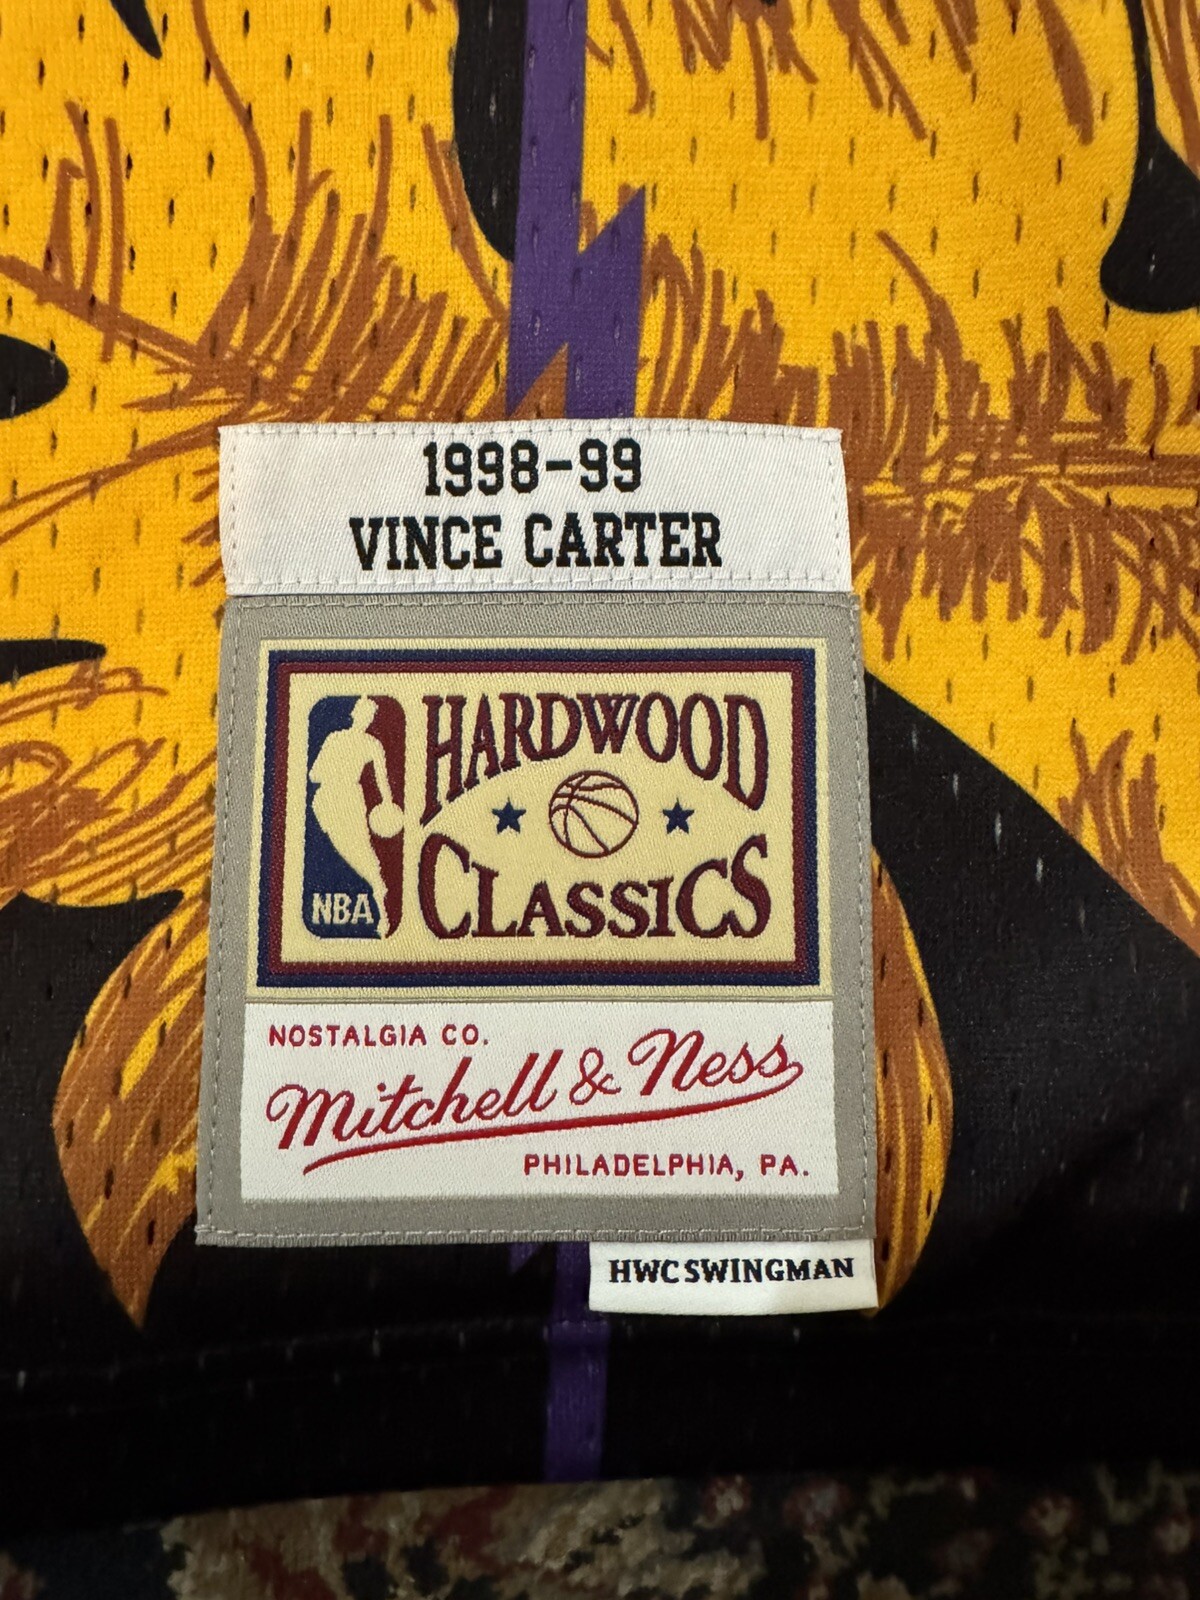 1998-99
VINCE CARTER
HARDWOOD
CLASSICS
NBA
NOSTALGIA CO.
Mitchell & Ness
PHILADELPHIA, PA.
HWC SWINGMAN